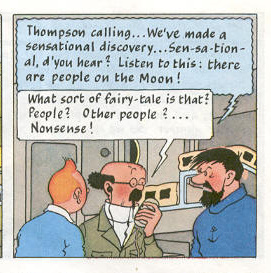 Thompson calling...We've made a
sensational discovery...Sen-sa-tion-
al, d'you hear? Listen to this: there
are people on the Moon!
What sort of fairy-tale is that?
People? Other people?...
Nonsense!